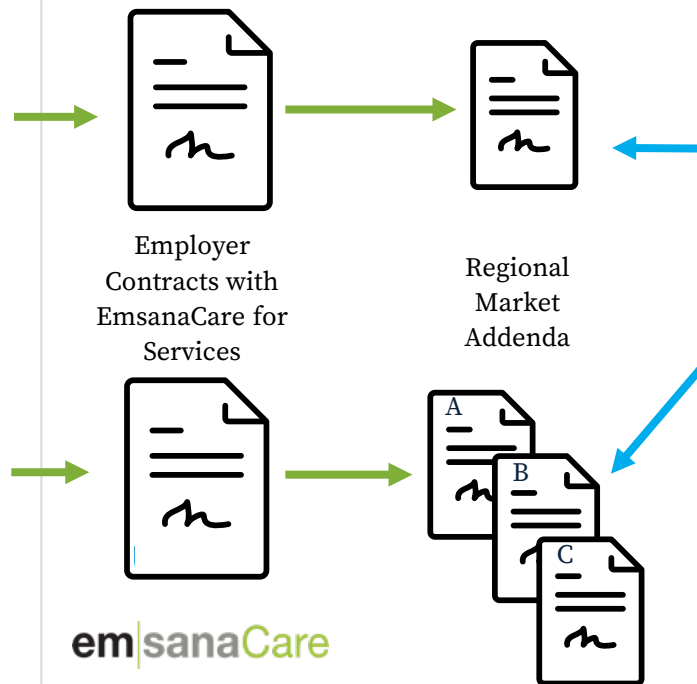 Employer
Contracts with
EmsanaCare for
Services
Regional
Market
Addenda
A
B
C
em|sanaCare